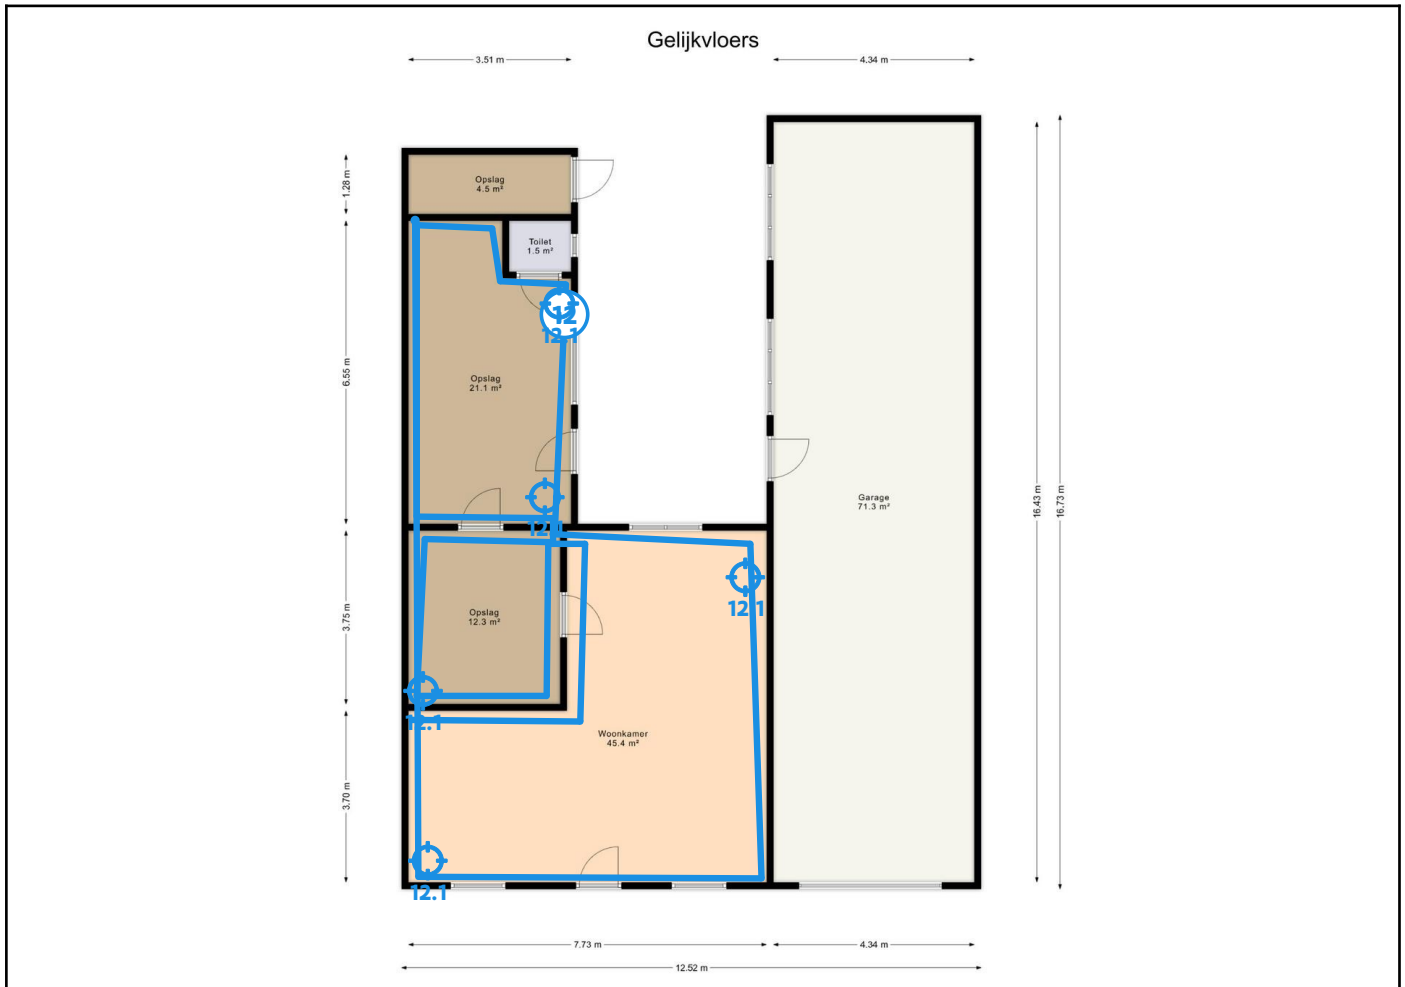 Gelijkvloers
3.51 m
4.34 m
1.28 m
Opslag
4.5 m²
Toilet
1.5 m²
12
12.1
6.55 m
Opslag
21.1 m²
12.1
Garage
71.3 m²
16.43 m
16.73 m
12.1
3.75 m
Opslag
12.3 m²
12.1
Woonkamer
45.4 m²
3.70 m
12.1
7.73 m
4.34 m
12.52 m